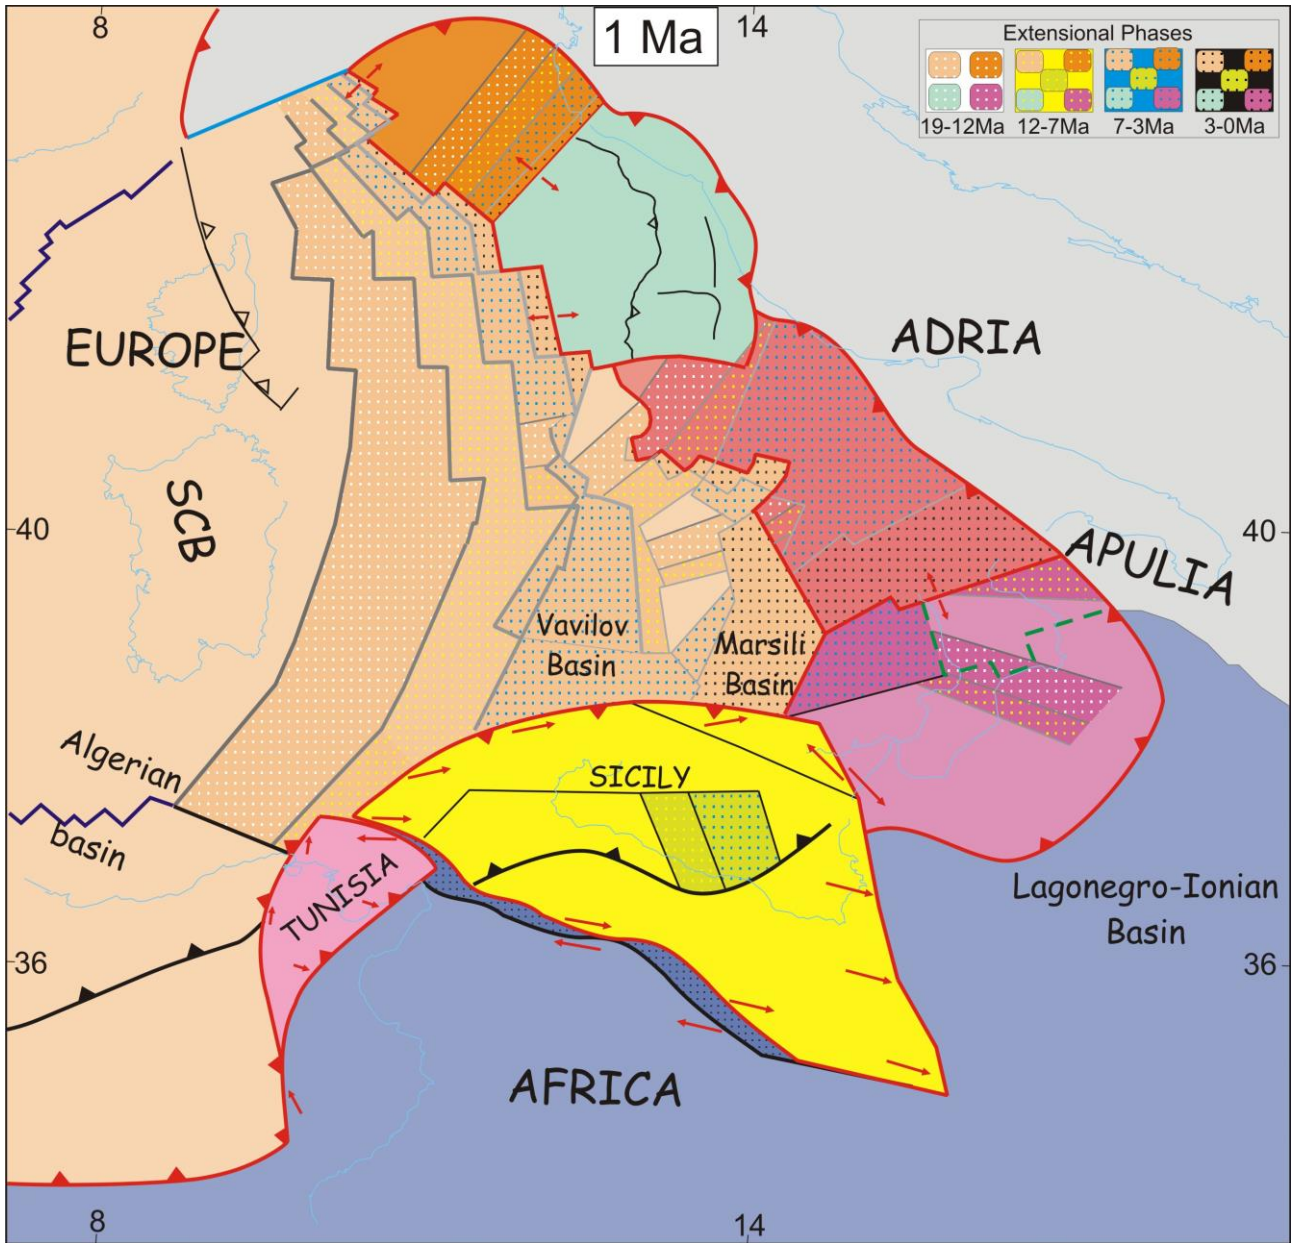 8
1 Ma
14
Extensional Phases
19-12Ma
12-7Ma
7-3Ma
3-0Ma
EUROPE
ADRIA
SCB
40
40
APULIA
Vavilov
Basin
Marsili
Basin
Algerian
basin
SICILY
TUNISIA
Lagonegro-Ionian
Basin
36
36
AFRICA
8
14